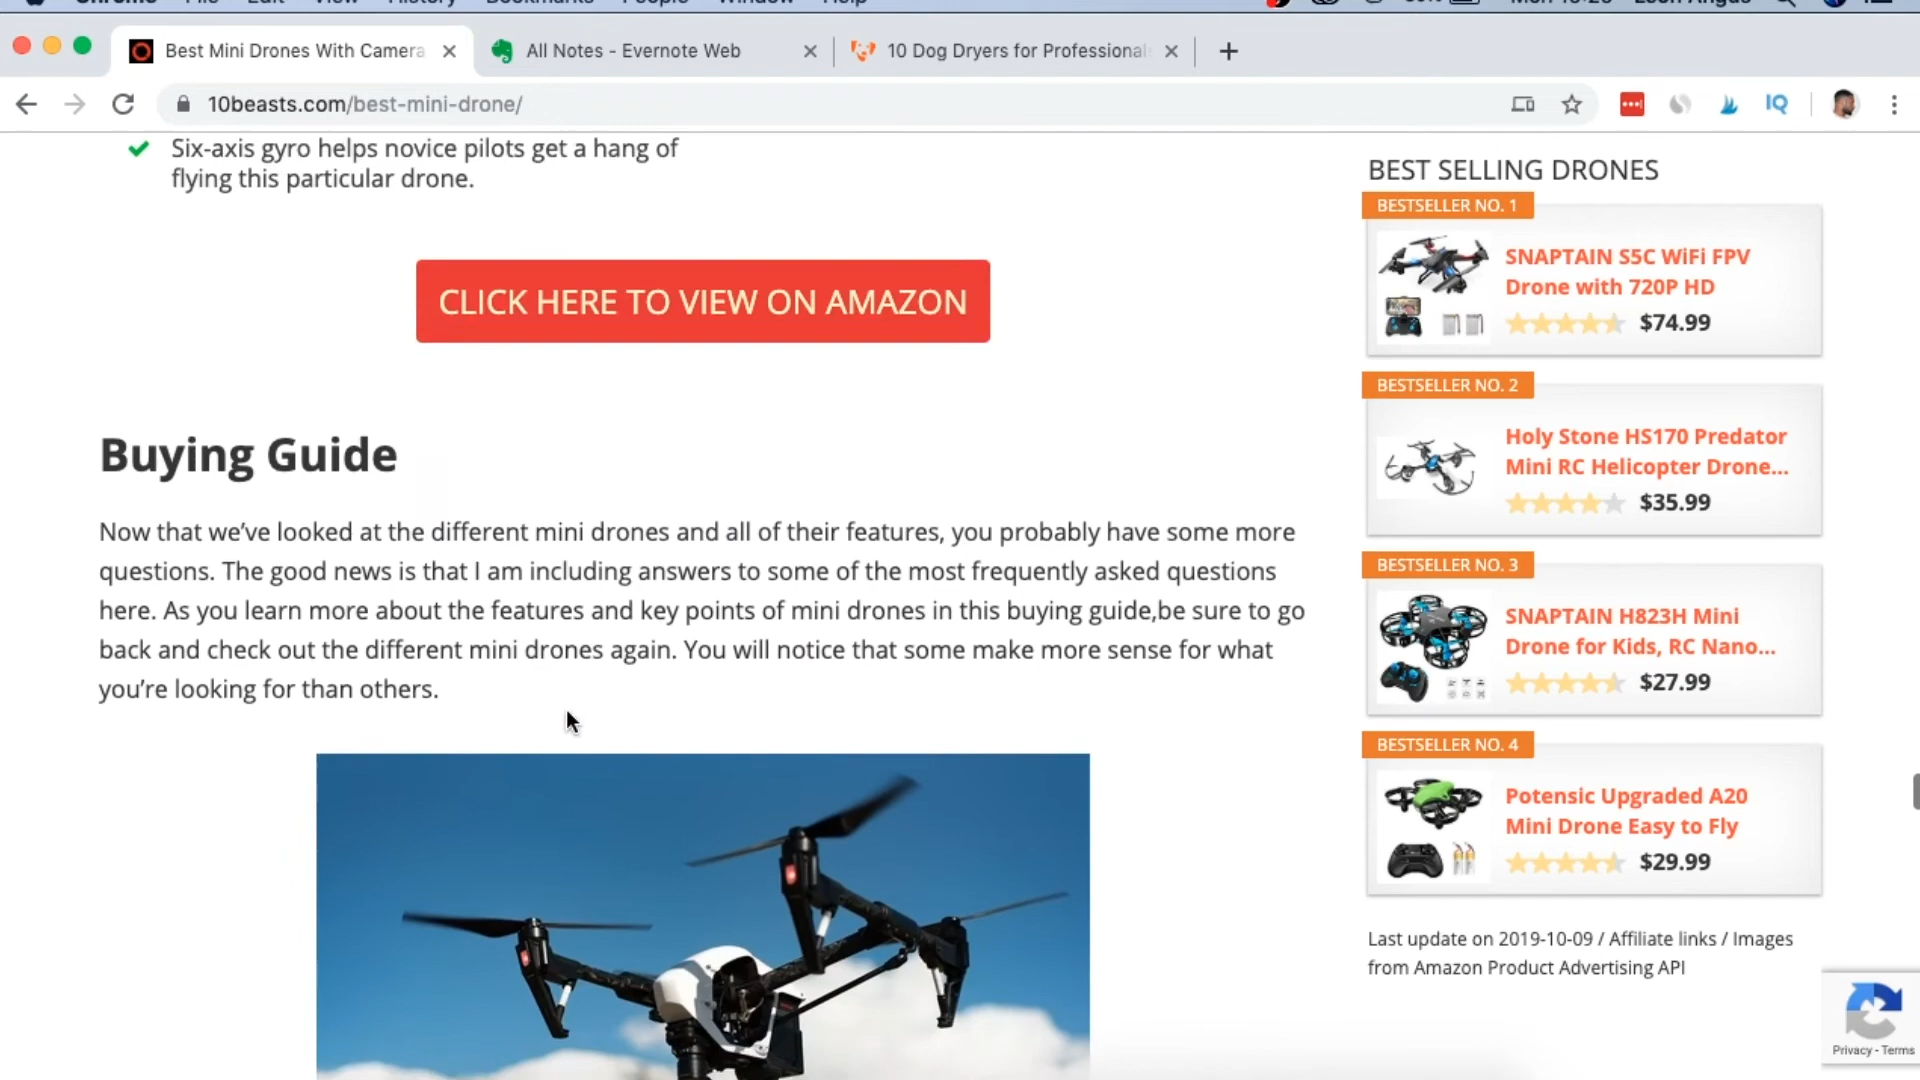 Best Mini Drones With Camera
All Notes - Evernote Web
10 Dog Dryers for Professional
10beasts.com/best-mini-drone/
IQ
Six-axis gyro helps novice pilots get a hang of
flying this particular drone.
CLICK HERE TO VIEW ON AMAZON
Buying Guide
Now that we’ve looked at the different mini drones and all of their features, you probably have some more
questions. The good news is that I am including answers to some of the most frequently asked questions
here. As you learn more about the features and key points of mini drones in this buying guide,be sure to go
back and check out the different mini drones again. You will notice that some make more sense for what
you’re looking for than others.
BEST SELLING DRONES
BESTSELLER NO. 1
SNAPTAIN S5C WiFi FPV
Drone with 720P HD
$74.99
BESTSELLER NO. 2
Holy Stone HS170 Predator
Mini RC Helicopter Drone...
$35.99
BESTSELLER NO. 3
SNAPTAIN H823H Mini
Drone for Kids, RC Nano...
$27.99
BESTSELLER NO. 4
Potensic Upgraded A20
Mini Drone Easy to Fly
$29.99
Last update on 2019-10-09 / Affiliate links / Images
from Amazon Product Advertising API
Privacy - Terms